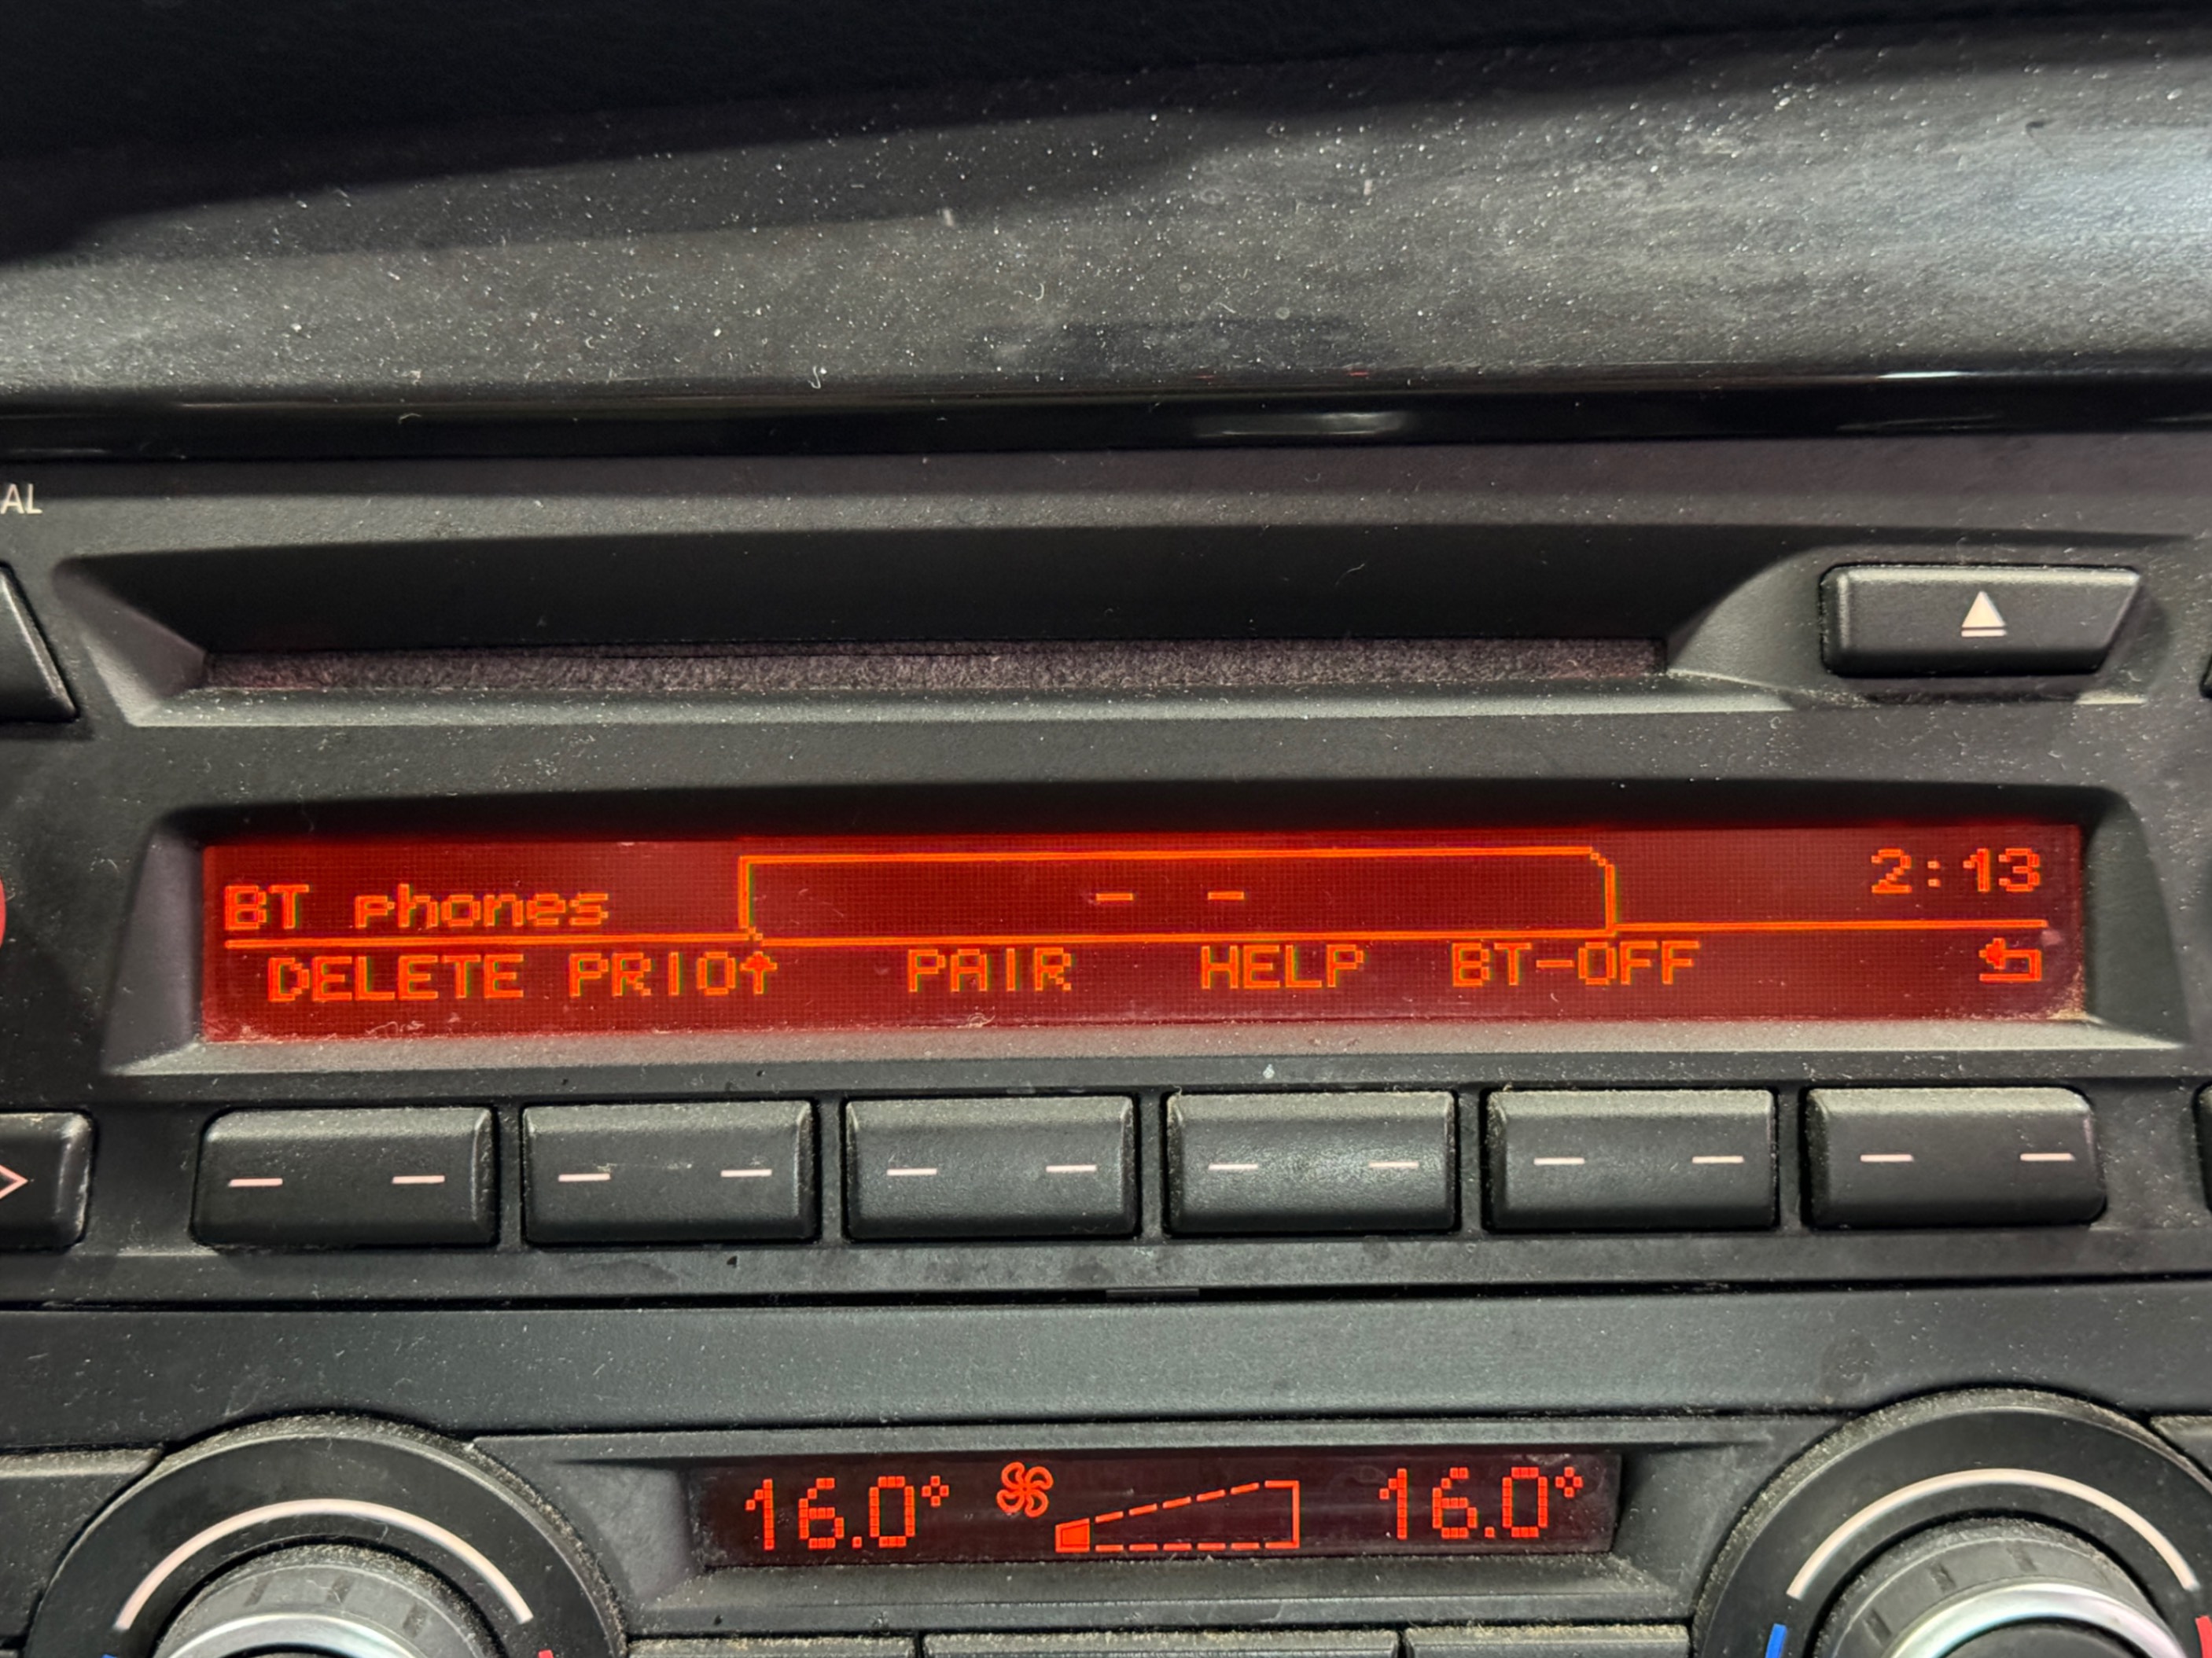 AL
BT phones - - 2:13
DELETE PRIO↑ PAIR HELP BT-OFF
16.0° 16.0°